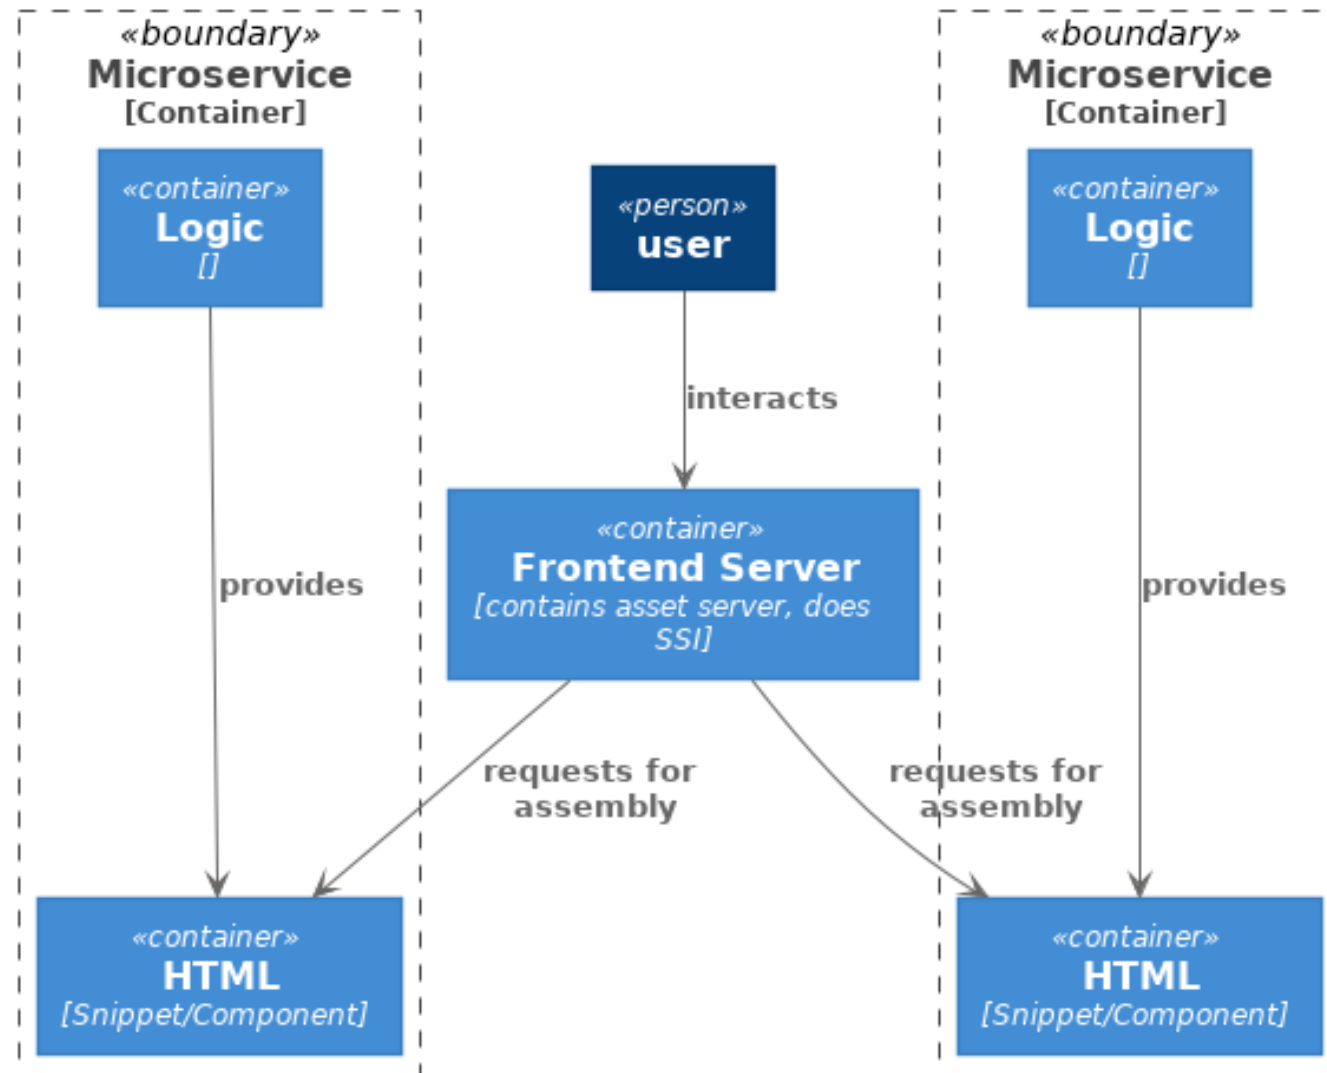 «boundary»
Microservice
[Container]
«container»
Logic
[]
provides
«container»
HTML
[Snippet/Component]
«person»
user
interacts
«container»
Frontend Server
[contains asset server, does
SSI]
requests for
assembly
requests for
assembly
«boundary»
Microservice
[Container]
«container»
Logic
[]
provides
«container»
HTML
[Snippet/Component]